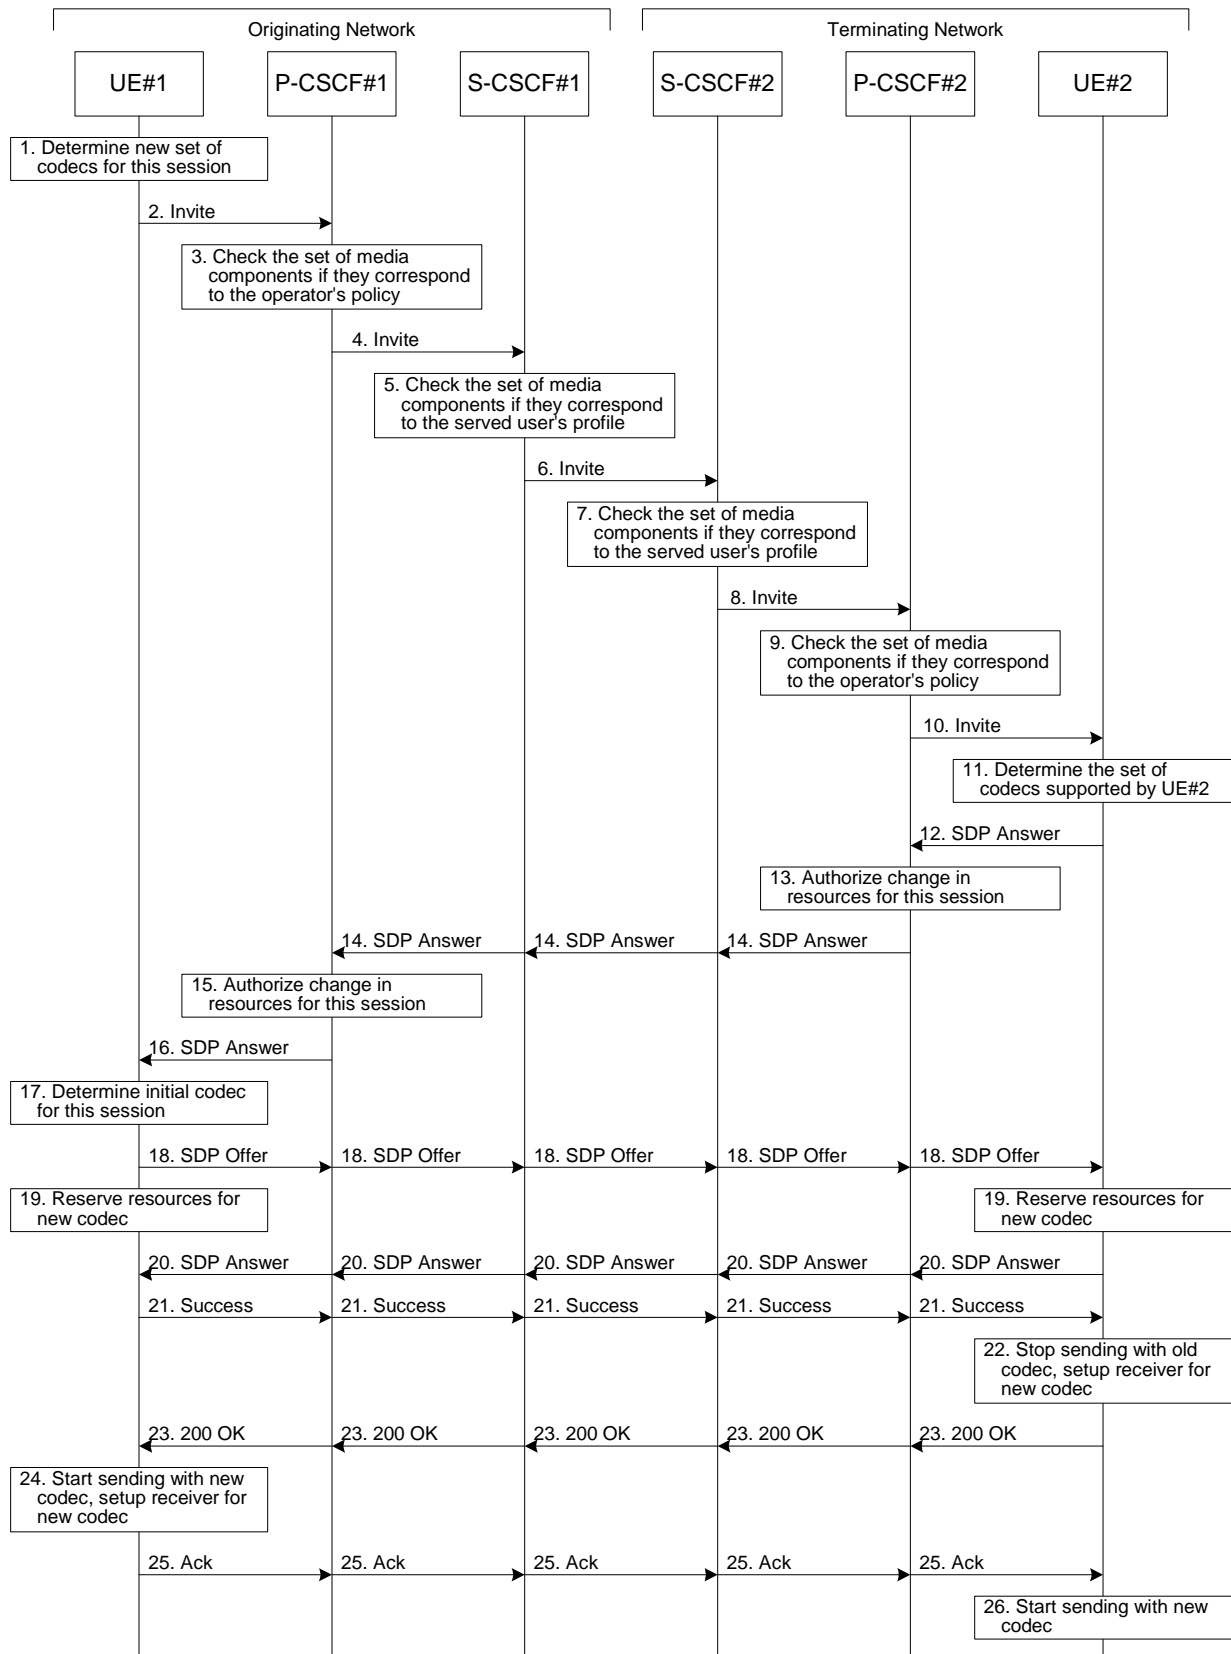 Originating Network
Terminating Network
UE#1
P-CSCF#1
S-CSCF#1
S-CSCF#2
P-CSCF#2
UE#2
1. Determine new set of
codecs for this session
2. Invite
3. Check the set of media
components if they correspond
to the operator's policy
4. Invite
5. Check the set of media
components if they correspond
to the served user's profile
6. Invite
7. Check the set of media
components if they correspond
to the served user's profile
8. Invite
9. Check the set of media
components if they correspond
to the operator's policy
10. Invite
11. Determine the set of
codecs supported by UE#2
12. SDP Answer
13. Authorize change in
resources for this session
14. SDP Answer
14. SDP Answer
14. SDP Answer
15. Authorize change in
resources for this session
16. SDP Answer
17. Determine initial codec
for this session
18. SDP Offer
18. SDP Offer
18. SDP Offer
18. SDP Offer
18. SDP Offer
19. Reserve resources for
new codec
19. Reserve resources for
new codec
20. SDP Answer
20. SDP Answer
20. SDP Answer
20. SDP Answer
20. SDP Answer
21. Success
21. Success
21. Success
21. Success
21. Success
22. Stop sending with old
codec, setup receiver for
new codec
23. 200 OK
23. 200 OK
23. 200 OK
23. 200 OK
23. 200 OK
24. Start sending with new
codec, setup receiver for
new codec
25. Ack
25. Ack
25. Ack
25. Ack
25. Ack
26. Start sending with new
codec